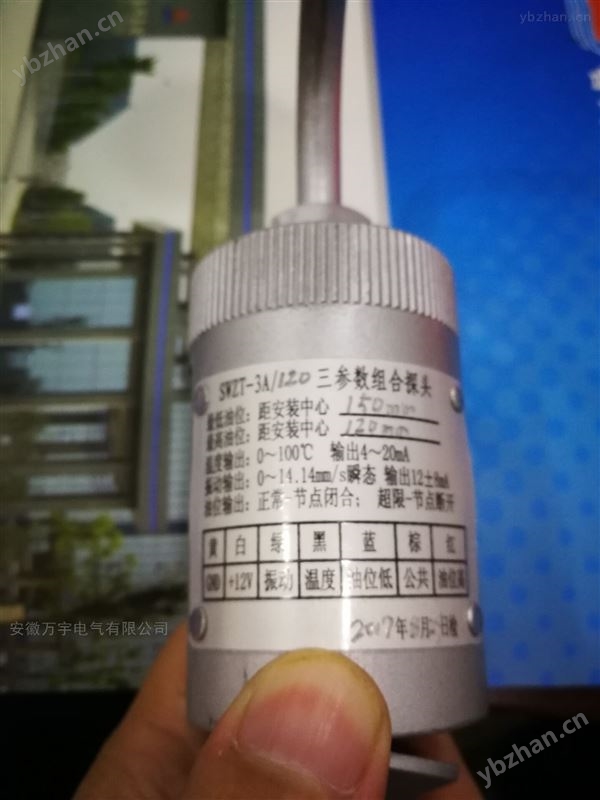 ybzhan.cn
ybzhan.cn
SWZT-3A/120 三参数组合探头
最低油位: 距安装中心 150mm
最高油位: 距安装中心 120mm
温度输出: 0~100℃ 输出4~20mA
振动输出: 0~14.14mm/s瞬态 输出12±8mA
油位输出: 正常-节点闭合; 超限-节点断开
黄 白 绿 黑 蓝 棕 红
GND +12V 振动 温度 油位低 公共 油位高
2017年 月 日检
安徽万宇电气有限公司
ybzhan.cn